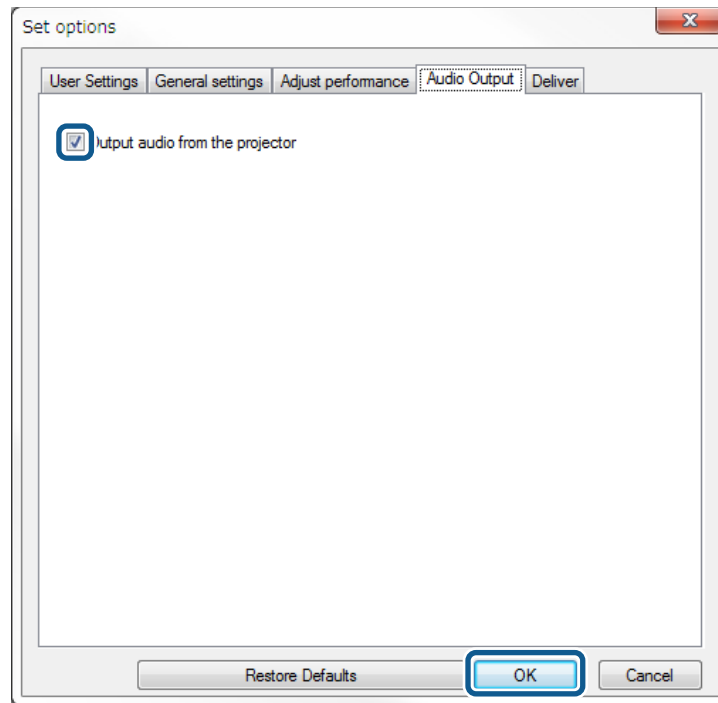 Set options
User Settings General settings Adjust performance Audio Output Deliver
utput audio from the projector
Restore Defaults OK Cancel